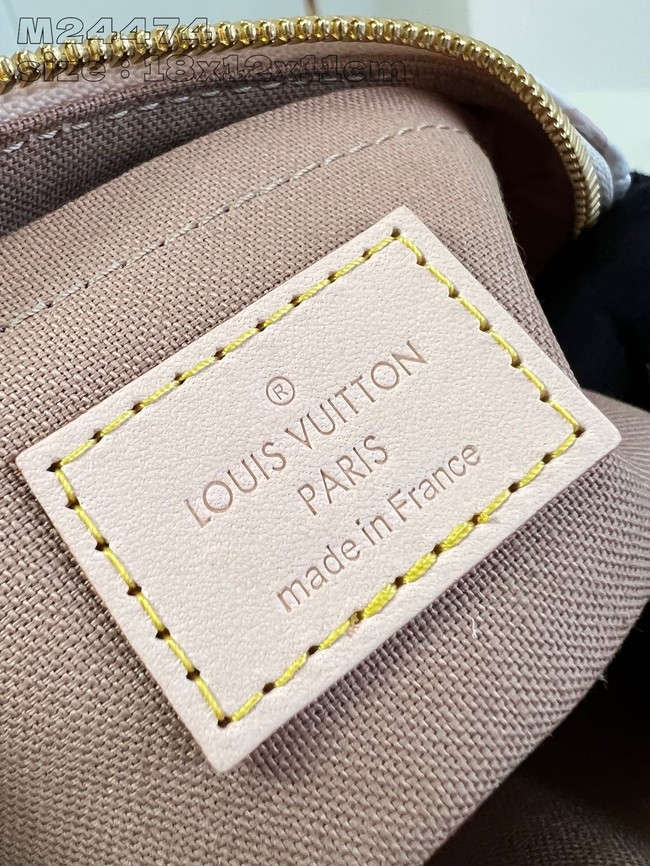 M24474
size : 18x12x11cm
®
LOUIS VUITTON
PARIS
made in France